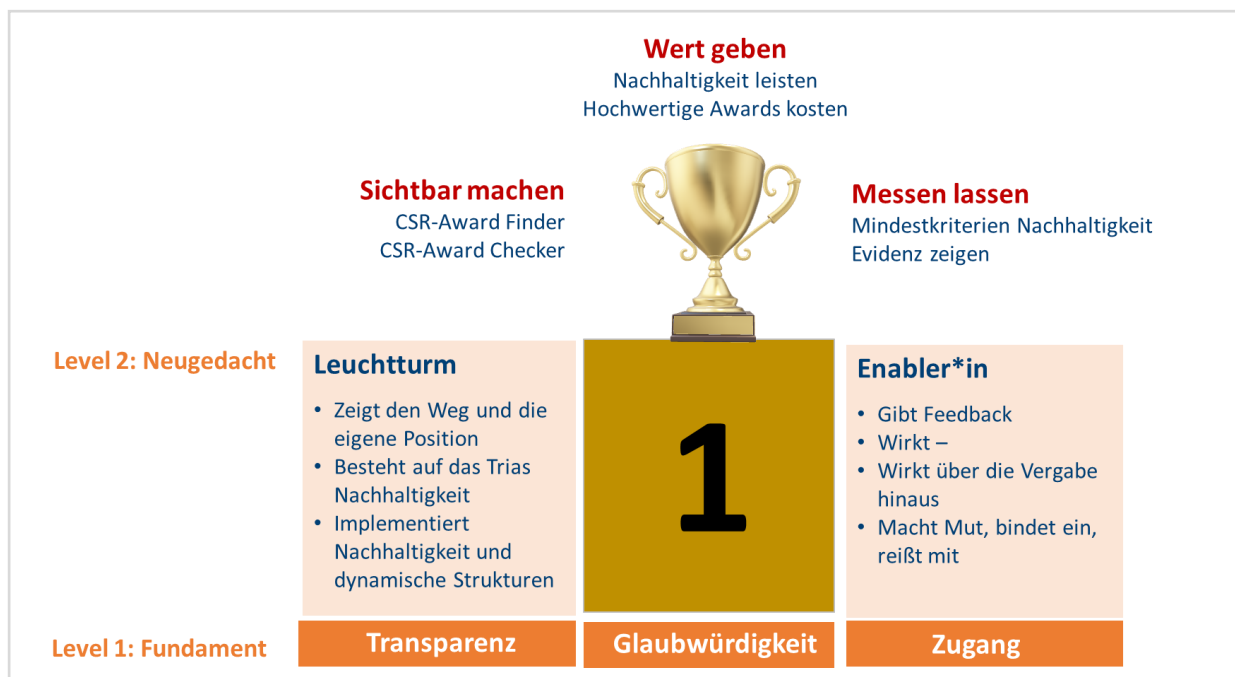 Wert geben
Nachhaltigkeit leisten
Hochwertige Awards kosten
Sichtbar machen
CSR-Award Finder
CSR-Award Checker
Messen lassen
Mindestkriterien Nachhaltigkeit
Evidenz zeigen
Level 2: Neugedacht
Leuchtturm
• Zeigt den Weg und die
eigene Position
• Besteht auf das Trias
Nachhaltigkeit
• Implementiert
Nachhaltigkeit und
dynamische Strukturen
1
Enabler*in
• Gibt Feedback
• Wirkt –
• Wirkt über die Vergabe
hinaus
• Macht Mut, bindet ein,
reißt mit
Level 1: Fundament
Transparenz
Glaubwürdigkeit
Zugang